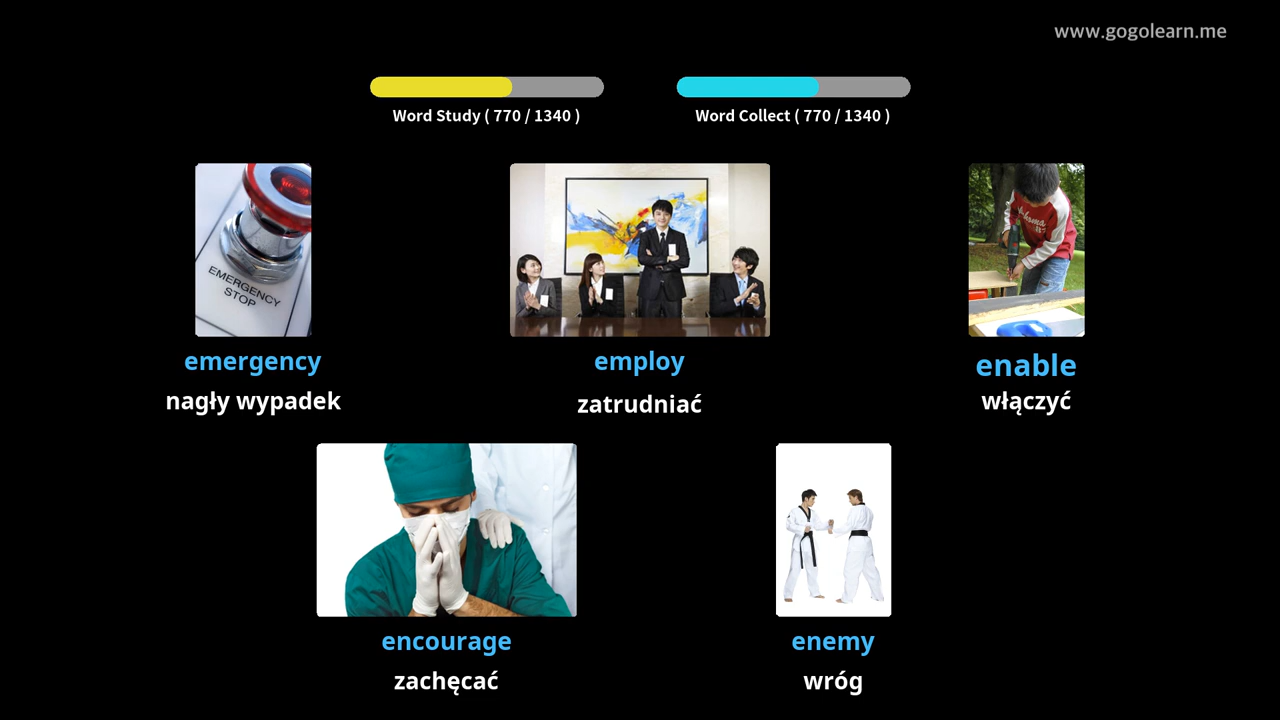 www.gogolearn.me
Word Study ( 770 / 1340 )
Word Collect ( 770 / 1340 )
EMERGENCY
STOP
emergency
employ
enable
nagły wypadek
zatrudniać
włączyć
encourage
enemy
zachęcać
wróg